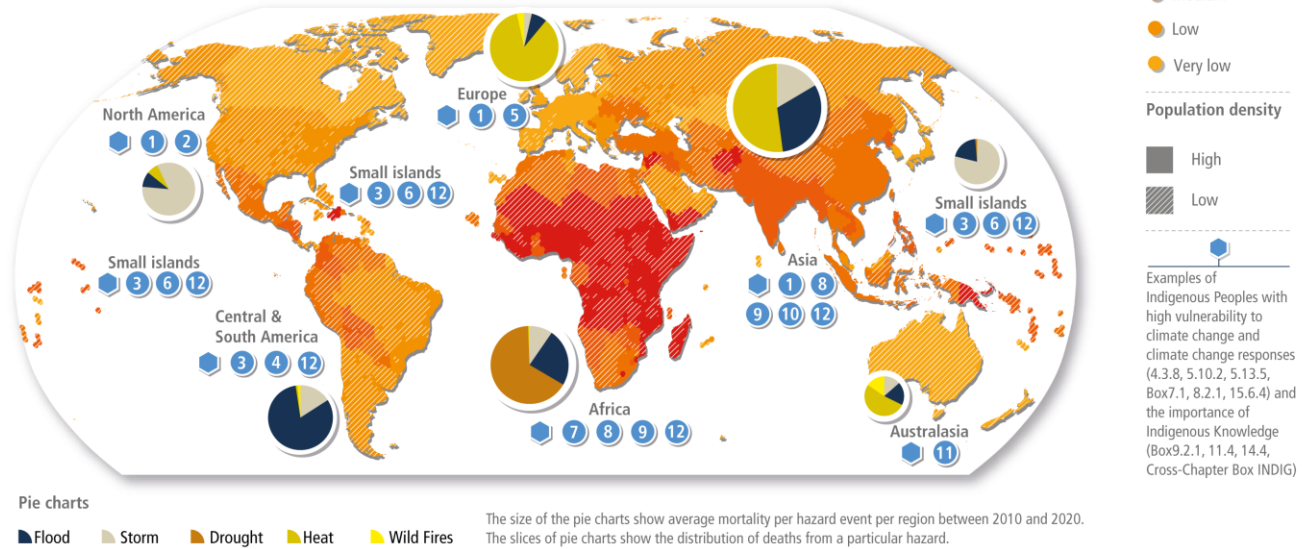 Low
Very low
Population density
High
Low
Examples of
Indigenous Peoples with
high vulnerability to
climate change and
climate change responses
(4.3.8, 5.10.2, 5.13.5,
Box7.1, 8.2.1, 15.6.4) and
the importance of
Indigenous Knowledge
(Box9.2.1, 11.4, 14.4,
Cross-Chapter Box INDIG)
North America
1 2
Europe
1 5
Small islands
3 6 12
Small islands
3 6 12
Small islands
3 6 12
Asia
1 8
9 10 12
Central &
South America
3 4 12
Africa
7 8 9 12
Australasia
11
Pie charts
Flood Storm Drought Heat Wild Fires
The size of the pie charts show average mortality per hazard event per region between 2010 and 2020.
The slices of pie charts show the distribution of deaths from a particular hazard.